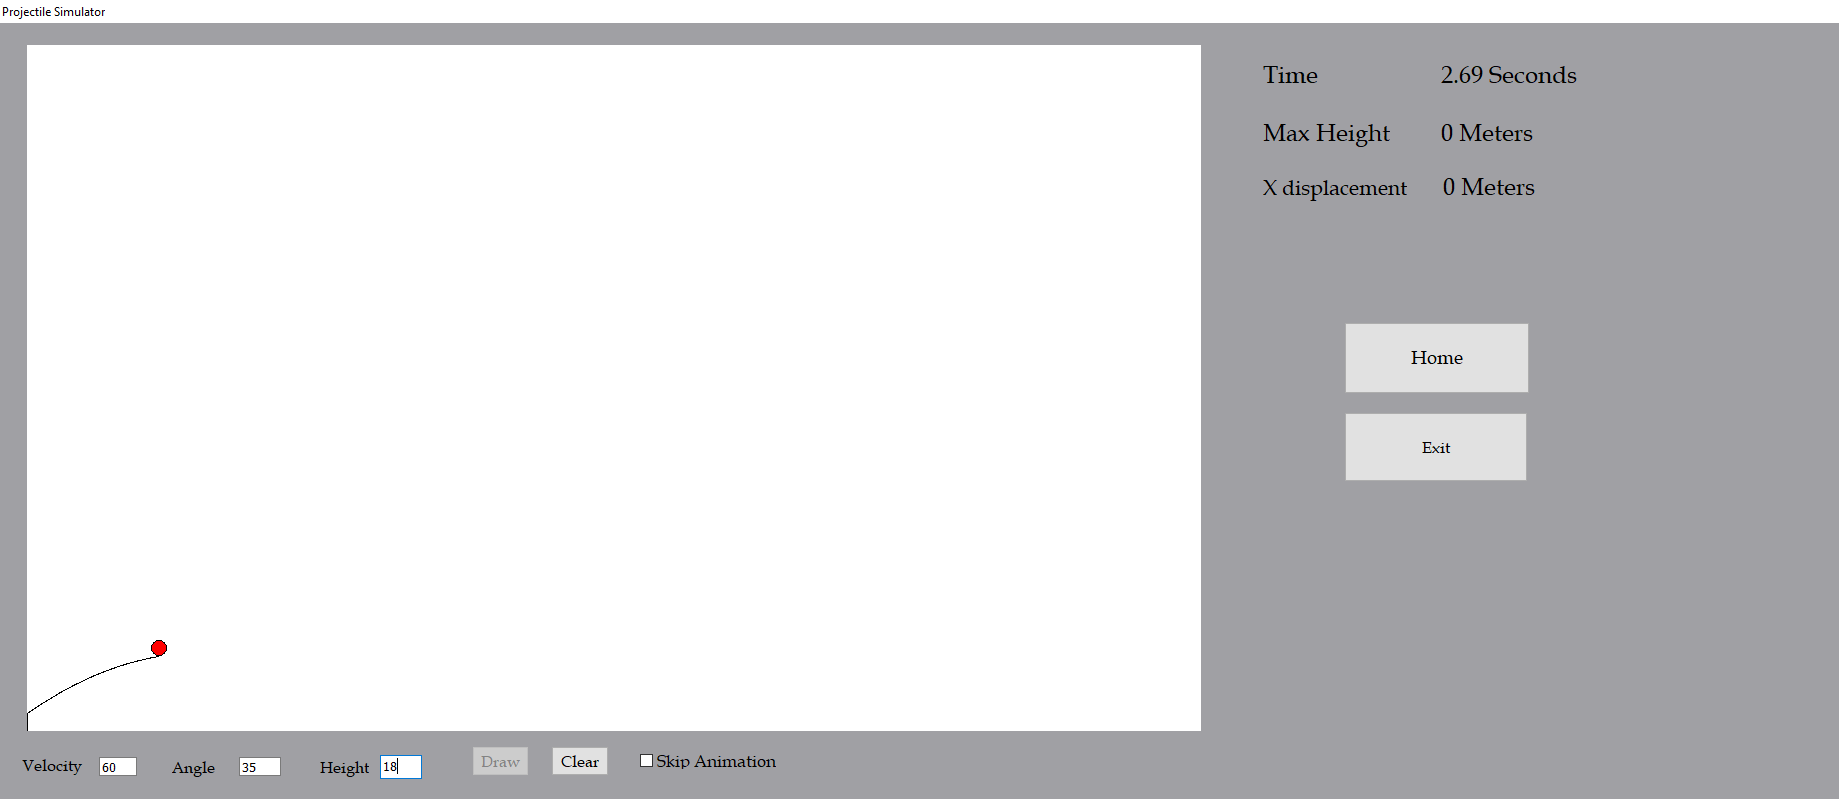 Projectile Simulator
Time 2.69 Seconds
Max Height 0 Meters
X displacement 0 Meters
Home
Exit
Velocity 60 Angle 35 Height 18 Draw Clear Skip Animation